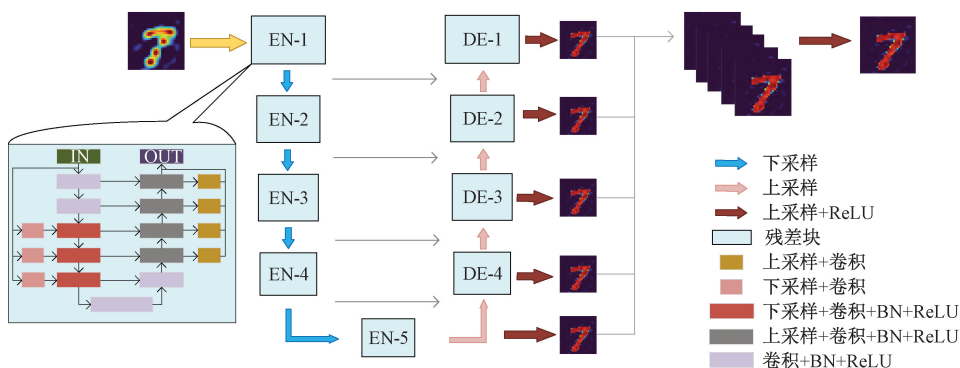 EN-1
DE-1
EN-2
DE-2
IN
OUT
下采样
EN-3
DE-3
上采样
上采样+ReLU
残差块
EN-4
DE-4
上采样+卷积
下采样+卷积
下采样+卷积+BN+ReLU
EN-5
上采样+卷积+BN+ReLU
卷积+BN+ReLU